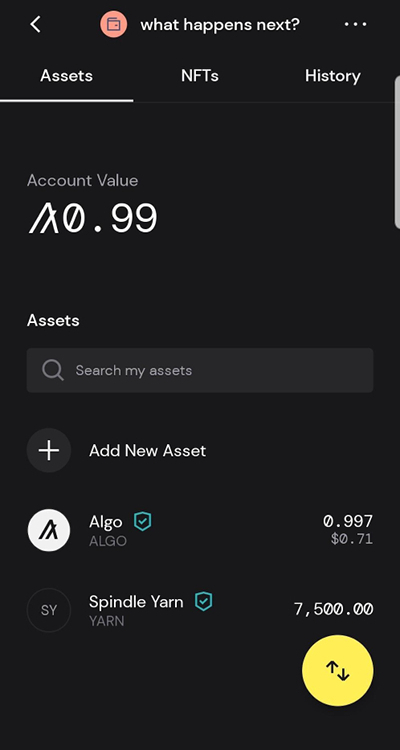 what happens next?
Assets
NFTs
History
Account Value
0.99
Assets
Search my assets
Add New Asset
Algo
0.997
ALGO
$0.71
SY
Spindle Yarn
7,500.00
YARN